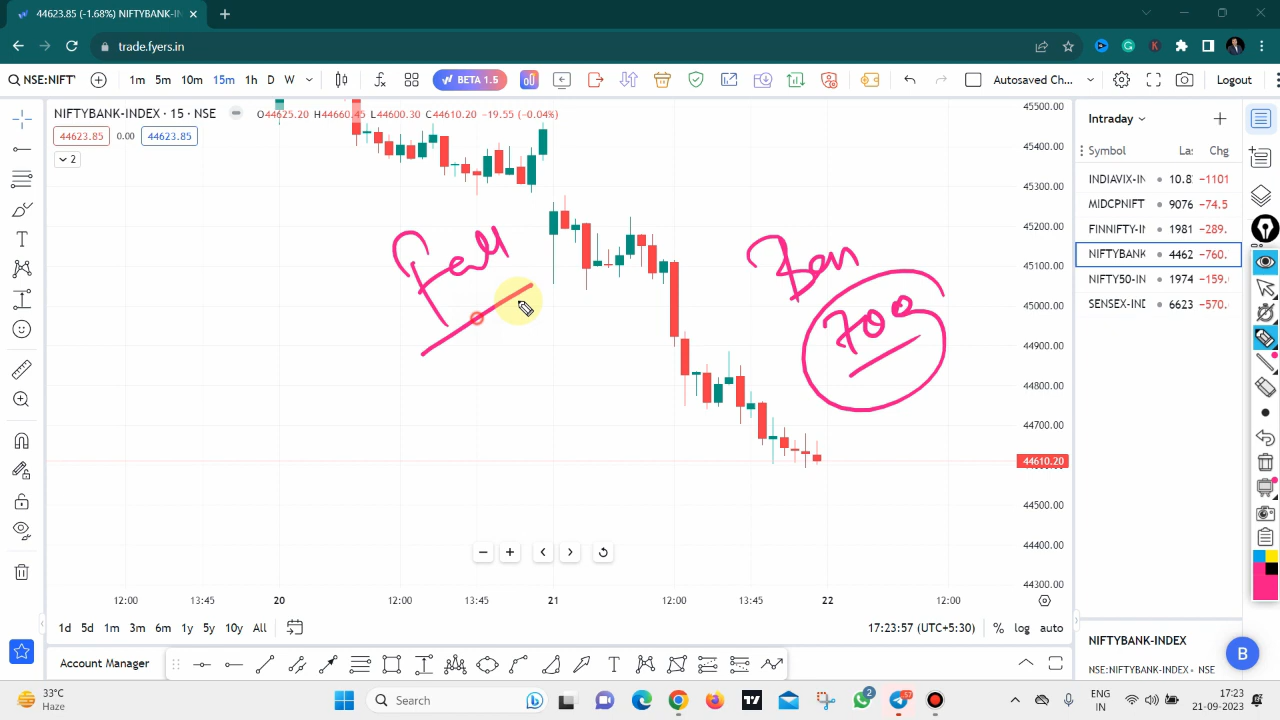 44623.85 (-1.68%) NIFTYBANK-IN
trade.fyers.in
NSE:NIFT
1m 5m 10m 15m 1h D W
BETA 1.5
Autosaved Ch...
Logout
NIFTYBANK-INDEX · 15 · NSE
O44625.20 H44660.45 L44600.30 C44610.20 −19.55 (−0.04%)
44623.85 0.00 44623.85
2
45500.00
45400.00
45300.00
45200.00
45100.00
45000.00
44900.00
44800.00
44700.00
44610.20
44500.00
44400.00
44300.00
Fall
700
12:00 13:45 20 12:00 13:45 21 12:00 13:45 22 12:00
1d 5d 1m 3m 6m 1y 5y 10y All
17:23:57 (UTC+5:30) % log auto
Account Manager
Intraday
Symbol La: Chg
INDIAVIX-IN 10.8 −1101
MIDCPNIFT 9076 −74.5
FINNIFTY-IN 1981 −289.
NIFTYBANK 4462 −760.
NIFTY50-IN 1974 −159.
SENSEX-IND 6623 −570.
NIFTYBANK-INDEX
NSE:NIFTYBANK-INDEX • NSE
B
33°C
Haze
Search
2
57
ENG
IN
17:23
21-09-2023